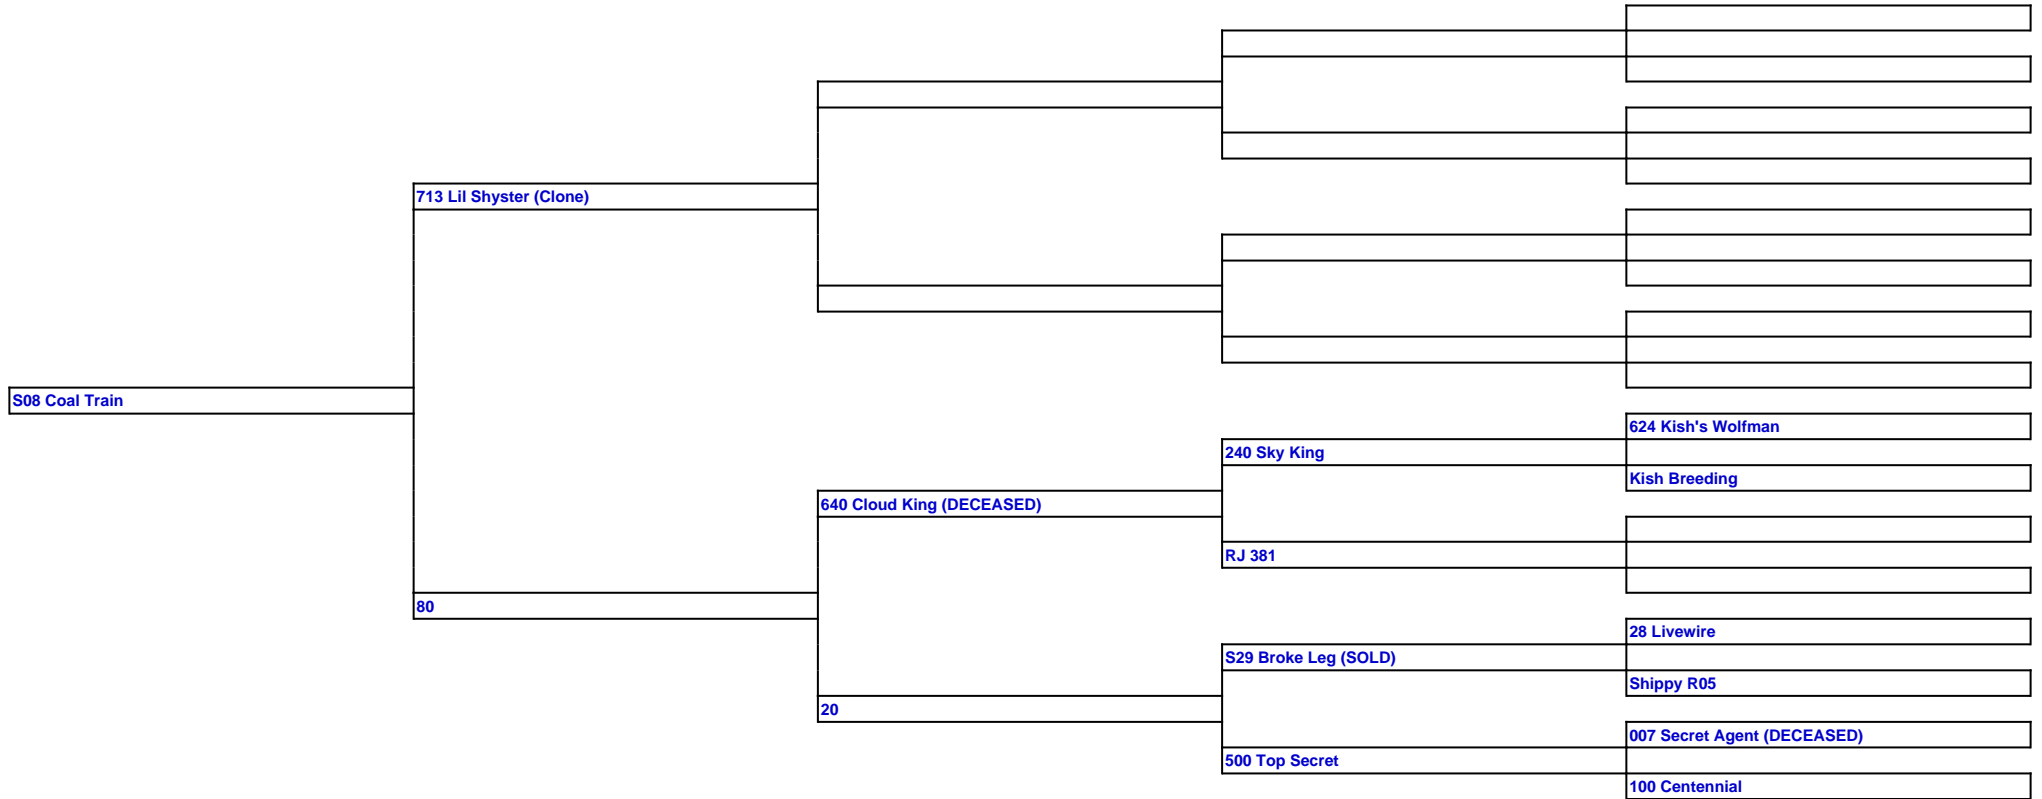 713 Lil Shyster (Clone)
S08 Coal Train
624 Kish's Wolfman
240 Sky King
Kish Breeding
640 Cloud King (DECEASED)
RJ 381
80
28 Livewire
S29 Broke Leg (SOLD)
Shippy R05
20
007 Secret Agent (DECEASED)
500 Top Secret
100 Centennial